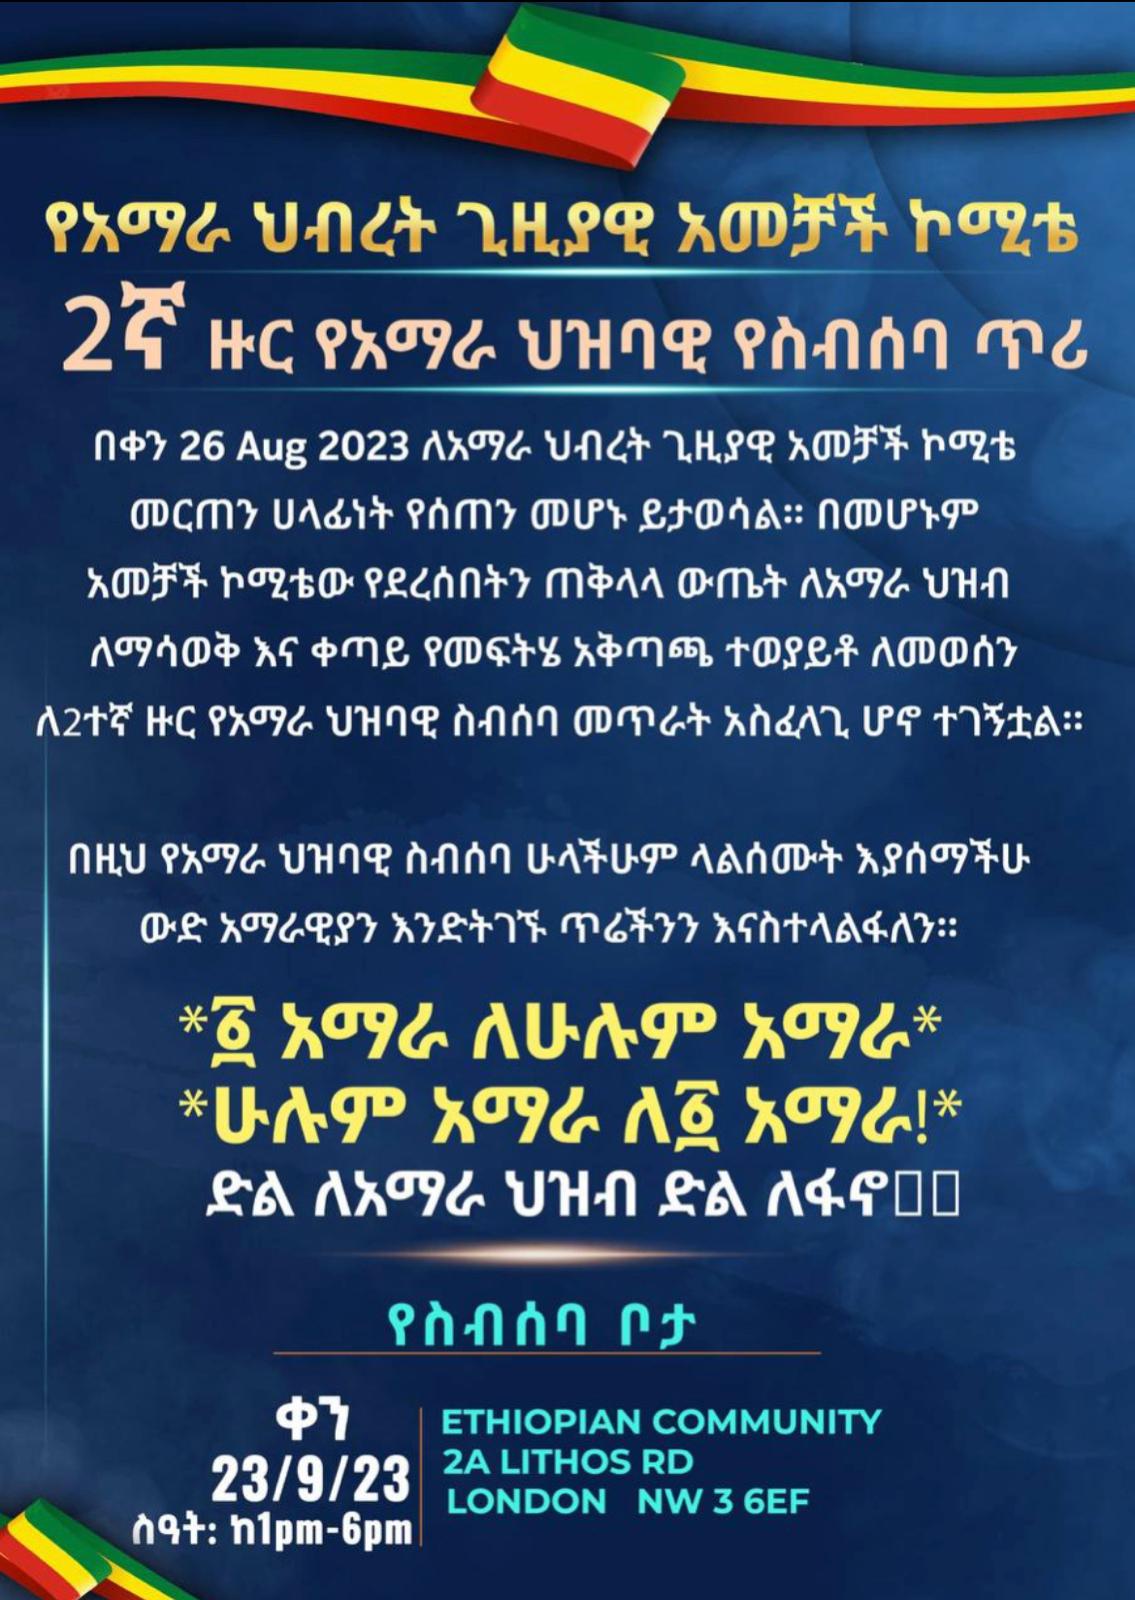 የአማራ ህብረት ጊዚያዊ አመቻች ኮሚቴ
2ኛ ዙር የአማራ ህዝባዊ የስብሰባ ጥሪ
በቀን 26 Aug 2023 ለአማራ ህብረት ጊዚያዊ አመቻች ኮሚቴ
መርጠን ሀላፊነት የሰጠን መሆኑ ይታወሳል። በመሆኑም
አመቻች ኮሚቴው የደረሰበትን ጠቅላላ ውጤት ለአማራ ህዝብ
ለማሳወቅ እና ቀጣይ የመፍትሄ አቅጣጫ ተወያይቶ ለመወሰን
ለ2ተኛ ዙር የአማራ ህዝባዊ ስብሰባ መጥራት አስፈላጊ ሆኖ ተገኝቷል።
በዚህ የአማራ ህዝባዊ ስብሰባ ሁላችሁም ላልሰሙት እያሰማችሁ
ውድ አማራዊያን እንድትገኙ ጥሬችንን እናስተላልፋለን።
*፩ አማራ ለሁሉም አማራ*
*ሁሉም አማራ ለ፩ አማራ!*
ድል ለአማራ ህዝብ ድል ለፋኖ
የስብሰባ ቦታ
ቀን
23/9/23
ስዓት: ከ1pm-6pm
ETHIOPIAN COMMUNITY
2A LITHOS RD
LONDON NW 3 6EF